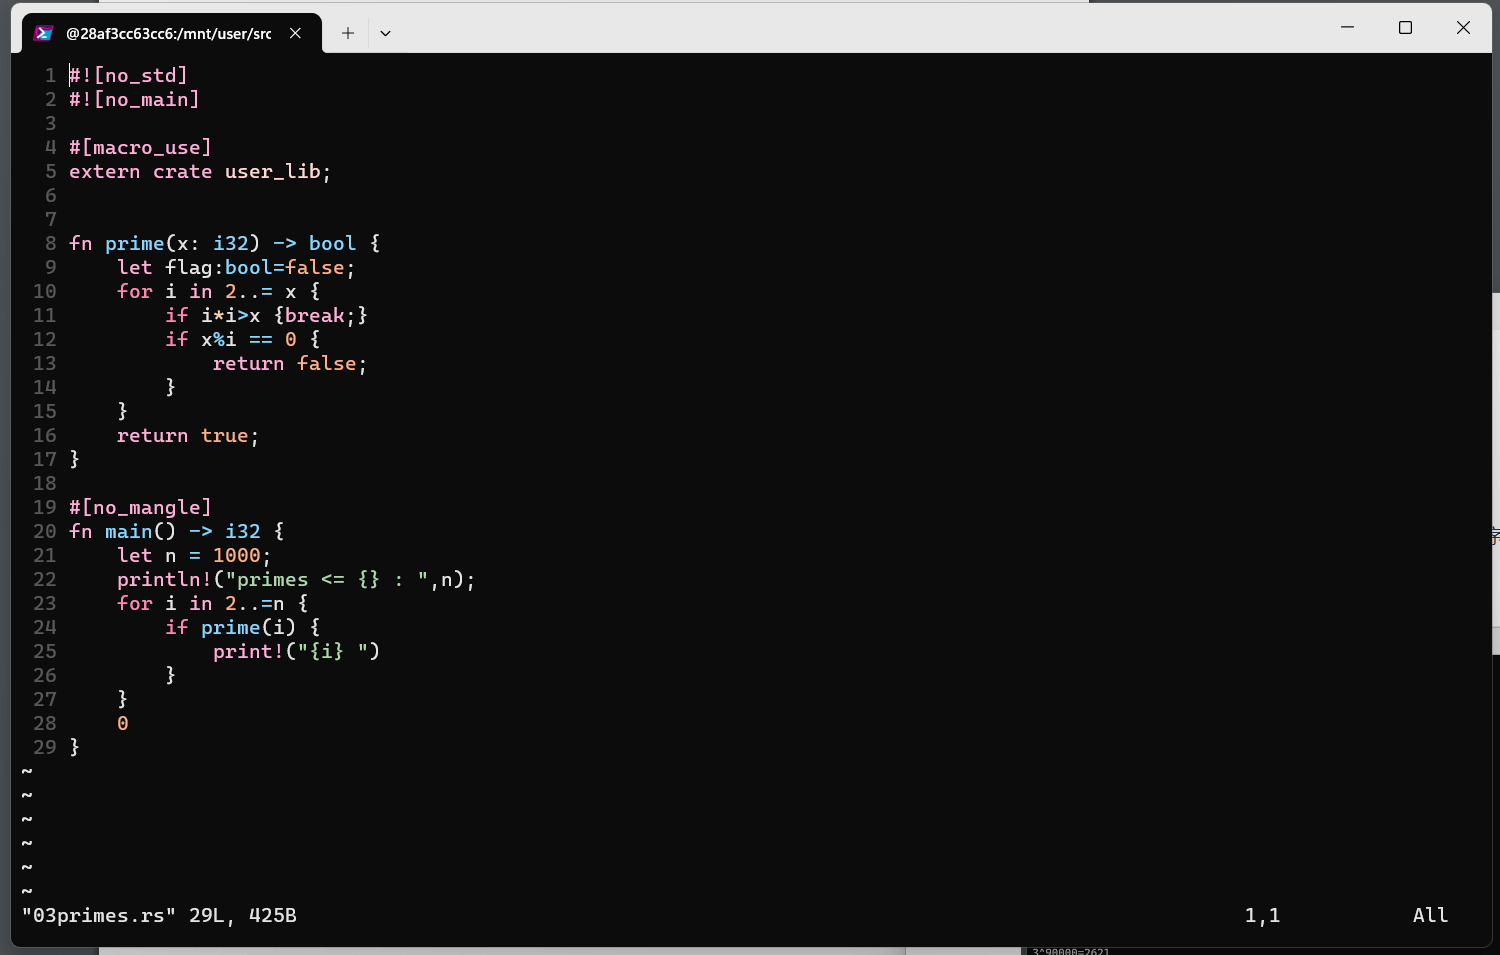 @28af3cc63cc6:/mnt/user/src
1 #![no_std]
2 #![no_main]
3
4 #[macro_use]
5 extern crate user_lib;
6
7
8 fn prime(x: i32) -> bool {
9     let flag:bool=false;
10     for i in 2..= x {
11         if i*i>x {break;}
12         if x%i == 0 {
13             return false;
14         }
15     }
16     return true;
17 }
18
19 #[no_mangle]
20 fn main() -> i32 {
21     let n = 1000;
22     println!("primes <= {} : ",n);
23     for i in 2..=n {
24         if prime(i) {
25             print!("{i} ")
26         }
27     }
28     0
29 }
~
~
~
~
~
~
"03primes.rs" 29L, 425B 1,1 All
3^90000=2621